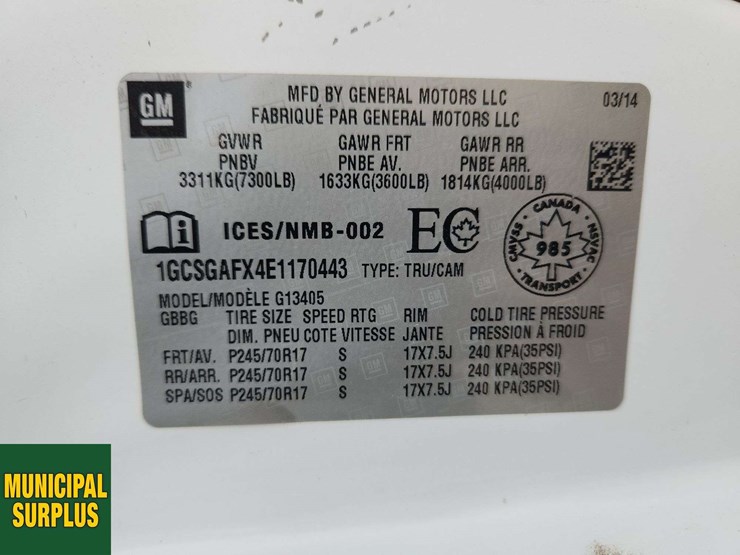 GM
MFD BY GENERAL MOTORS LLC 03/14
FABRIQUÉ PAR GENERAL MOTORS LLC
GVWR GAWR FRT GAWR RR
PNBV PNBE AV. PNBE ARR.
3311KG(7300LB) 1633KG(3600LB) 1814KG(4000LB)
i ICES/NMB-002 EC
CANADA
CMVSS 985 NSVAC
TRANSPORT
1GCSGAFX4E1170443 TYPE: TRU/CAM
MODEL/MODÈLE G13405
GBBG TIRE SIZE SPEED RTG RIM COLD TIRE PRESSURE
DIM. PNEU COTE VITESSE JANTE PRESSION À FROID
FRT/AV. P245/70R17 S 17X7.5J 240 KPA(35PSI)
RR/ARR. P245/70R17 S 17X7.5J 240 KPA(35PSI)
SPA/SOS P245/70R17 S 17X7.5J 240 KPA(35PSI)
MUNICIPAL
SURPLUS